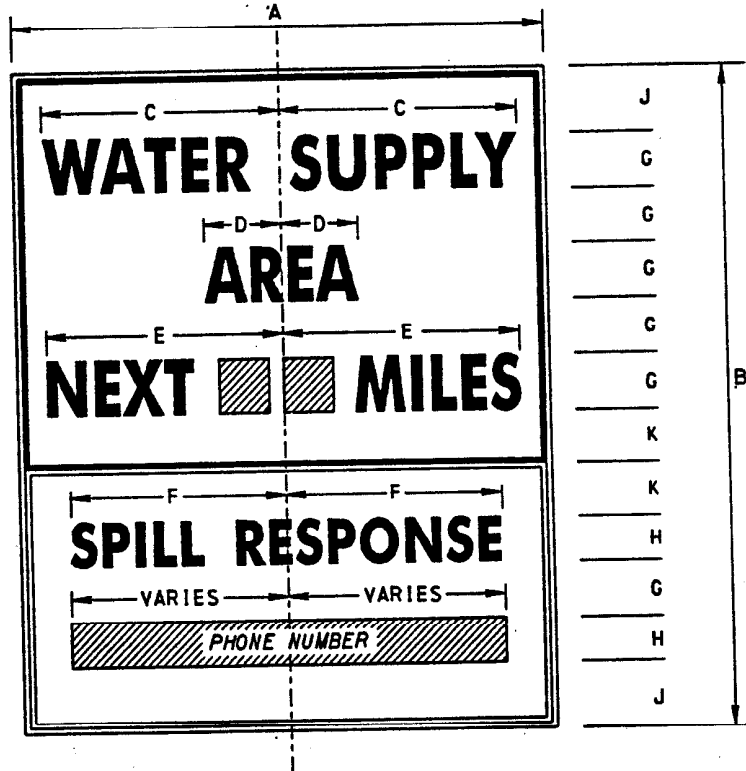 A
C C J
WATER SUPPLY G
D D G
AREA G
E E G
NEXT MILES G
B
K
F F K
SPILL RESPONSE H
VARIES VARIES G
PHONE NUMBER H
J